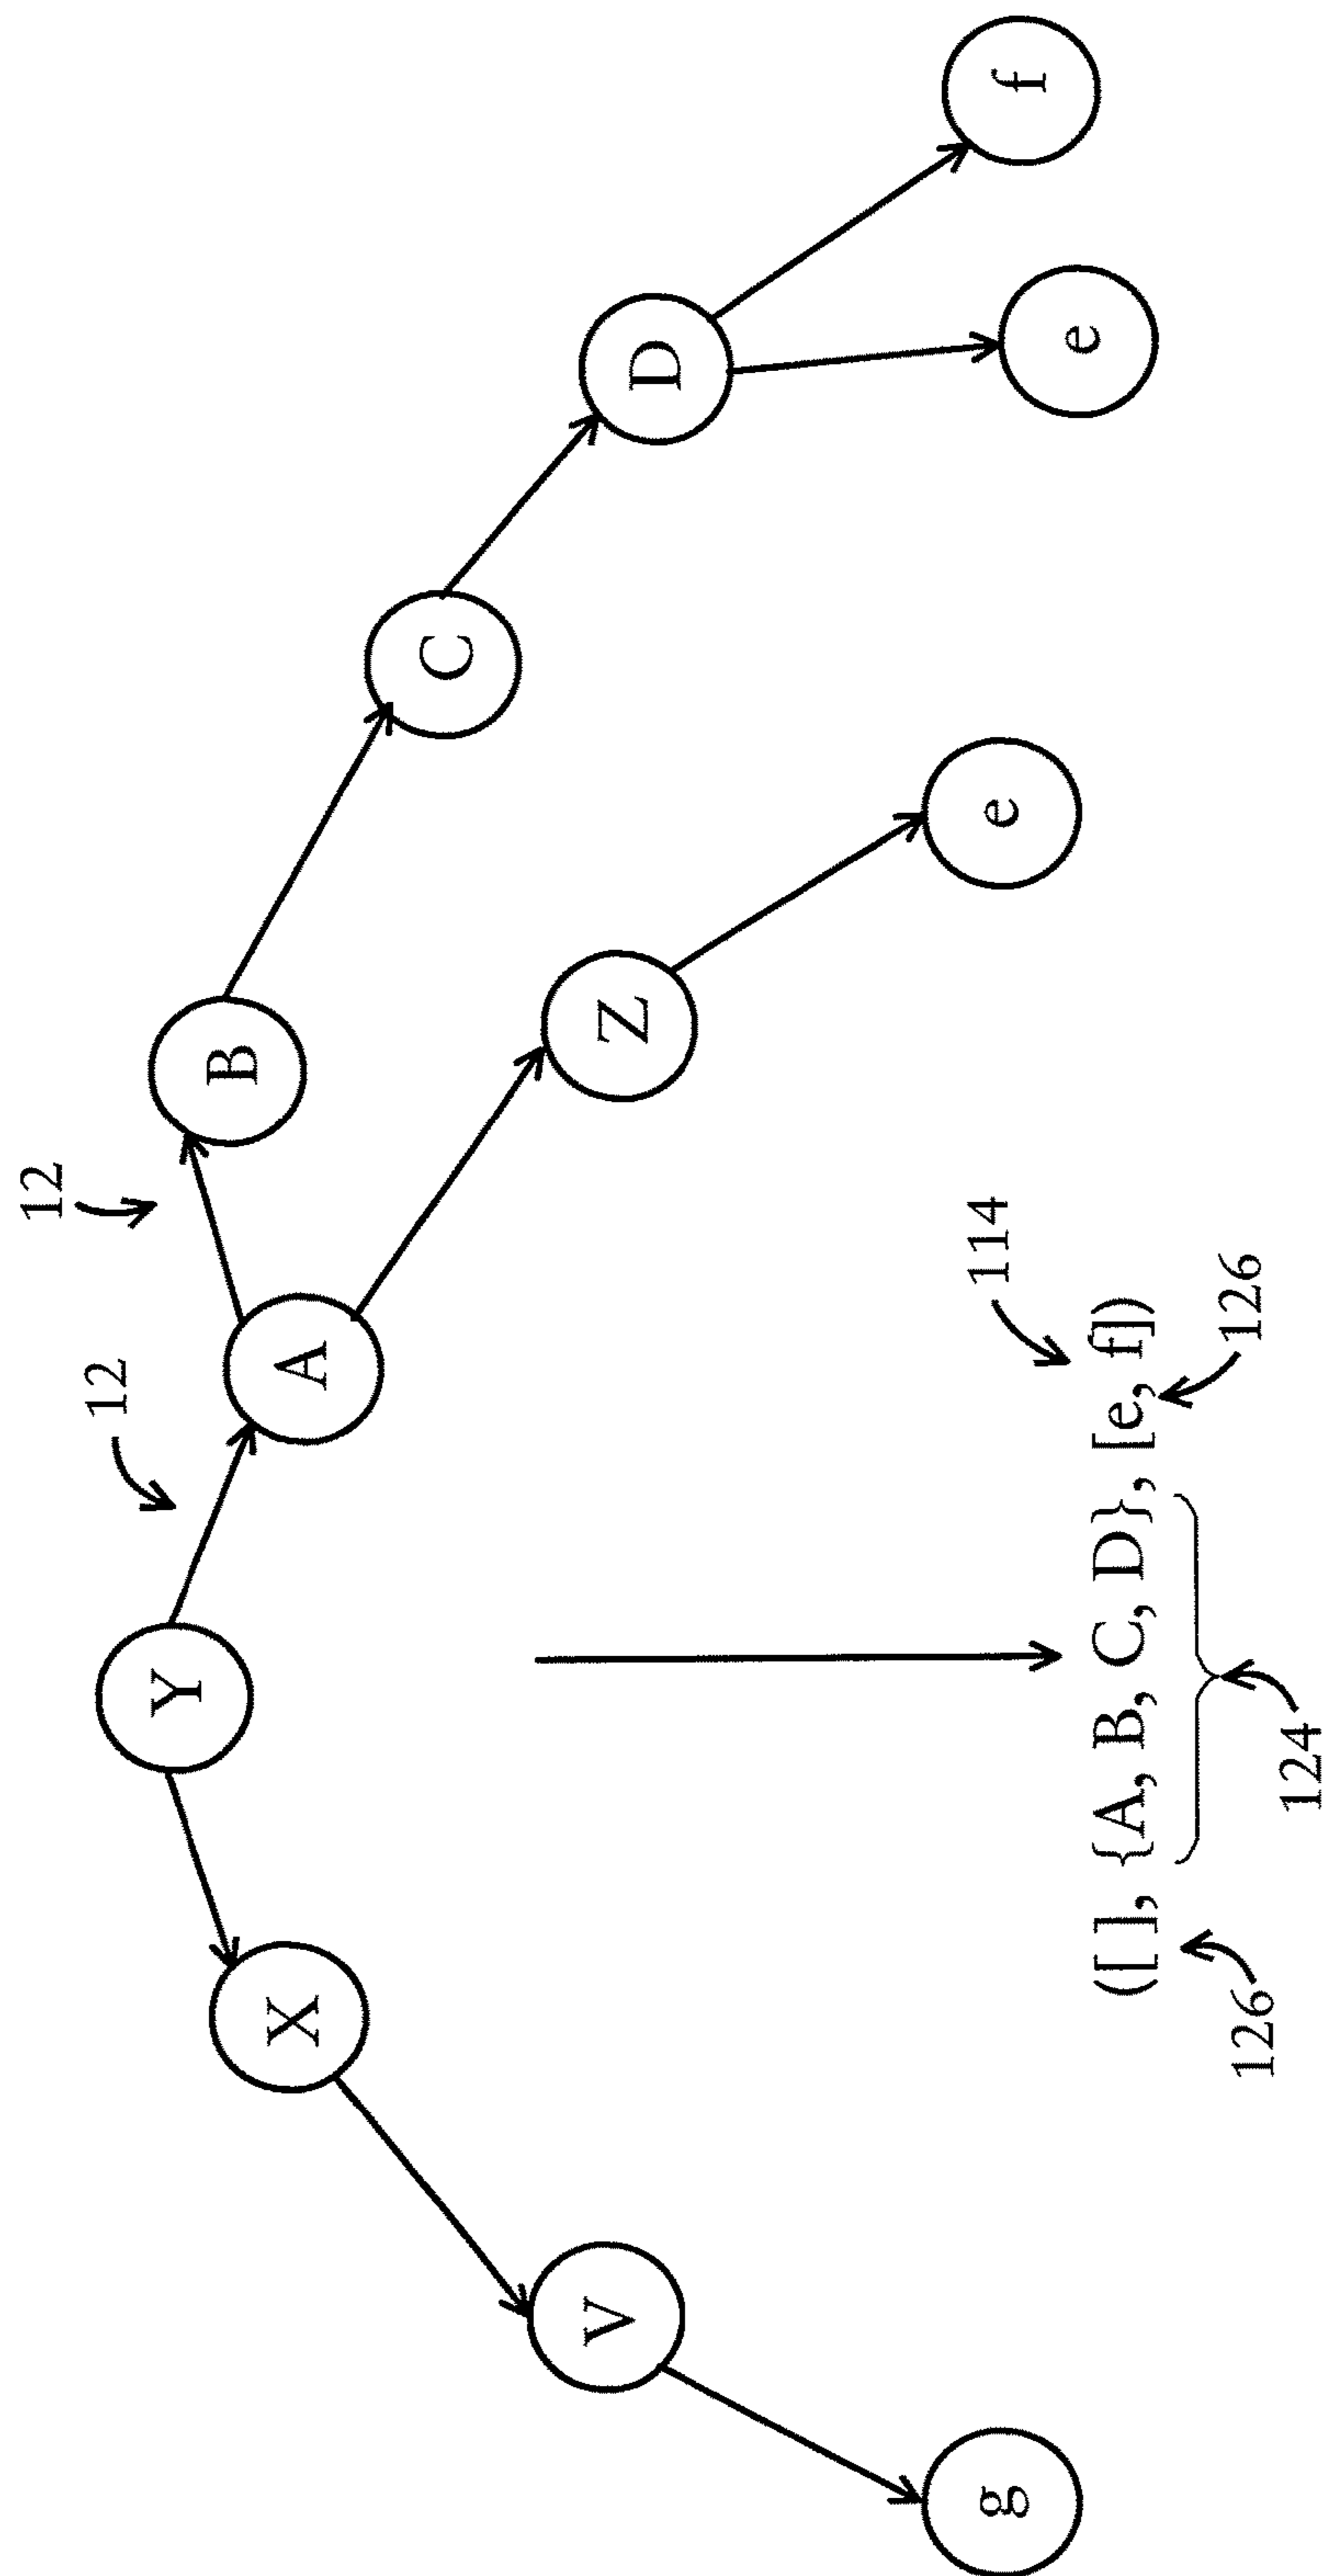 12
12
Y
B
X
A
C
V
Z
D
g
e
e
f
114
([ ], {A, B, C, D}, [e, f])
126
126
124